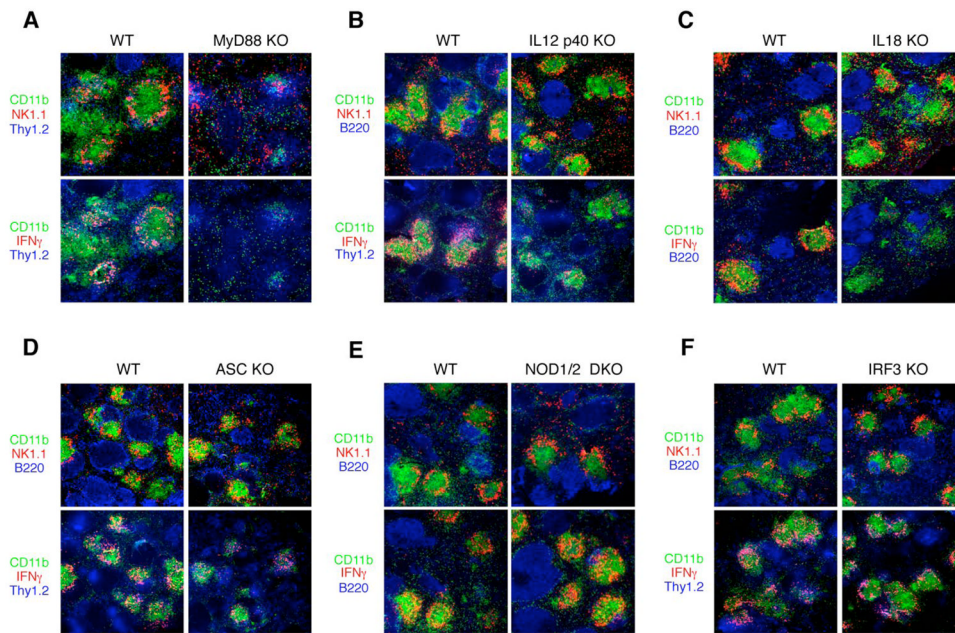 A
WT
MyD88 KO
CD11b
NK1.1
Thy1.2
CD11b
IFNγ
Thy1.2
B
WT
IL12 p40 KO
CD11b
NK1.1
B220
CD11b
IFNγ
Thy1.2
C
WT
IL18 KO
CD11b
NK1.1
B220
CD11b
IFNγ
B220
D
WT
ASC KO
CD11b
NK1.1
B220
CD11b
IFNγ
Thy1.2
E
WT
NOD1/2 DKO
CD11b
NK1.1
B220
CD11b
IFNγ
B220
F
WT
IRF3 KO
CD11b
NK1.1
B220
CD11b
IFNγ
Thy1.2